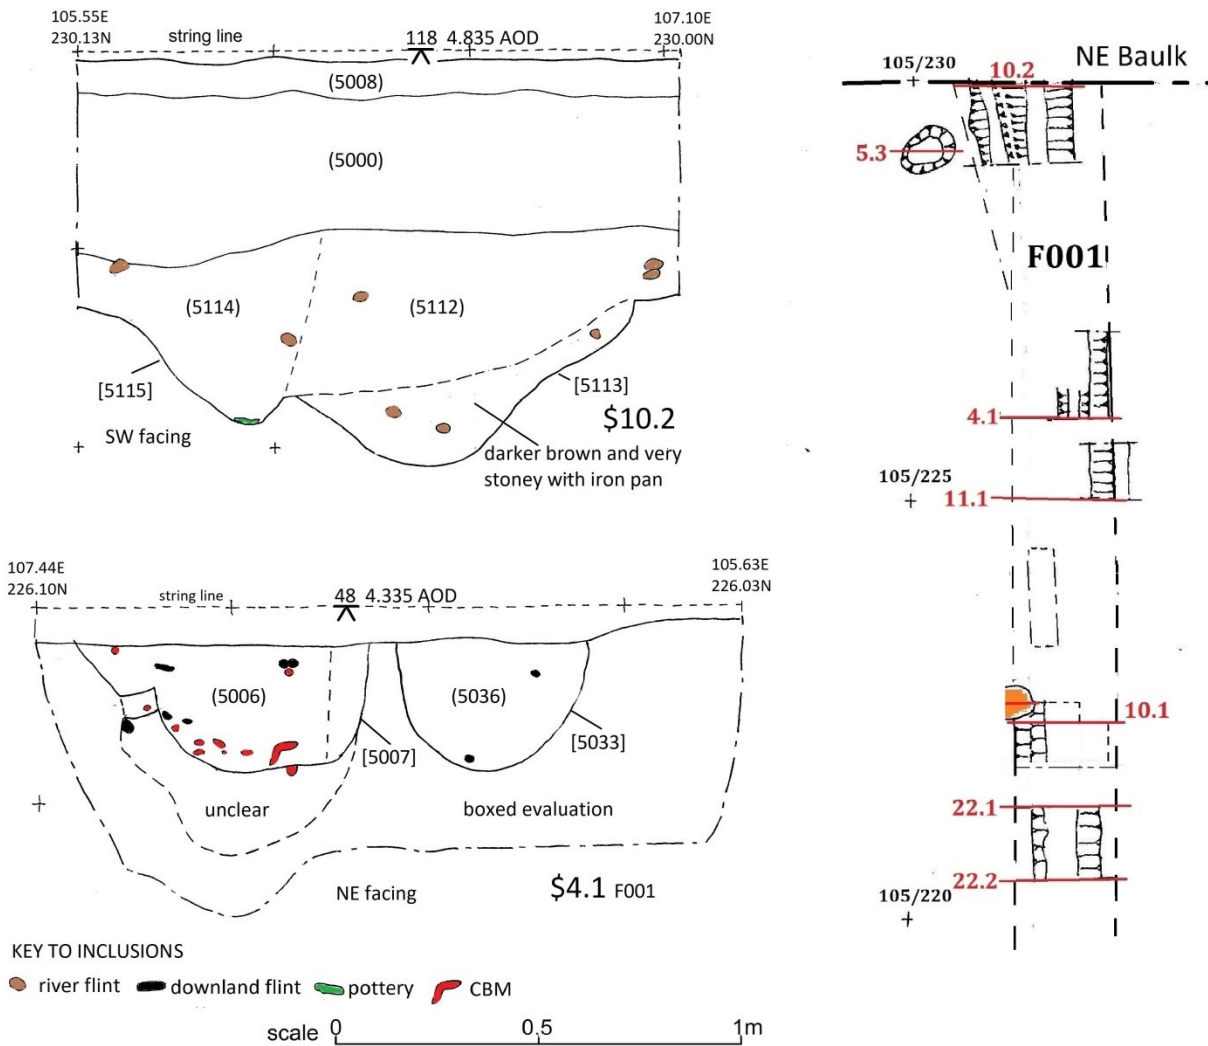 105.55E
230.13N
string line
118 4.835 AOD
107.10E
230.00N
(5008)
(5000)
(5114)
(5112)
[5115]
[5113]
SW facing
$10.2
darker brown and very
stoney with iron pan
107.44E
226.10N
string line
48 4.335 AOD
105.63E
226.03N
(5006)
(5036)
[5007]
[5033]
unclear
boxed evaluation
NE facing
$4.1 F001
KEY TO INCLUSIONS
river flint
downland flint
pottery
CBM
scale 0 0.5 1m
105/230
10.2
NE Baulk
5.3
F001
4.1
105/225
11.1
10.1
22.1
22.2
105/220